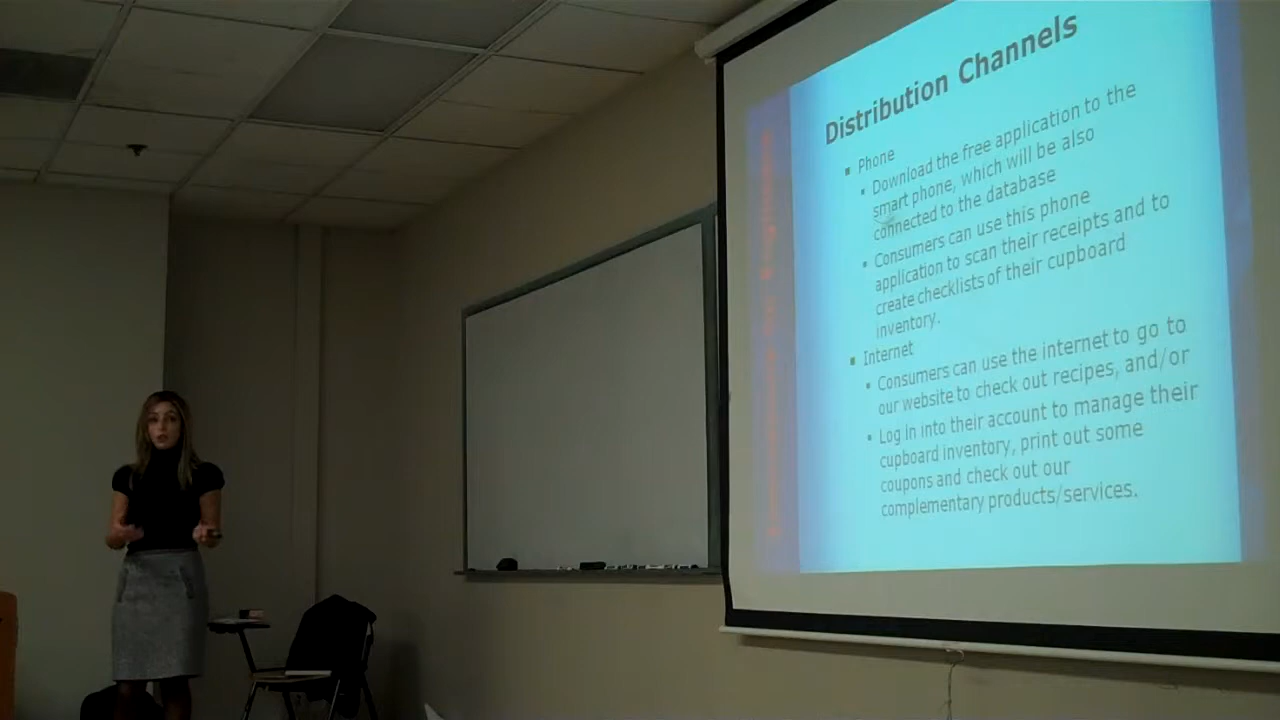 Distribution Channels
Phone
Download the free application to the
smart phone, which will be also
connected to the database
Consumers can use this phone
application to scan their receipts and to
create checklists of their cupboard
inventory.
Internet
Consumers can use the internet to go to
our website to check out recipes, and/or
Log in into their account to manage their
cupboard inventory, print out some
coupons and check out our
complementary products/services.